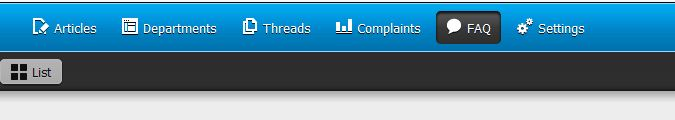 Articles Departments Threads Complaints FAQ Settings
List